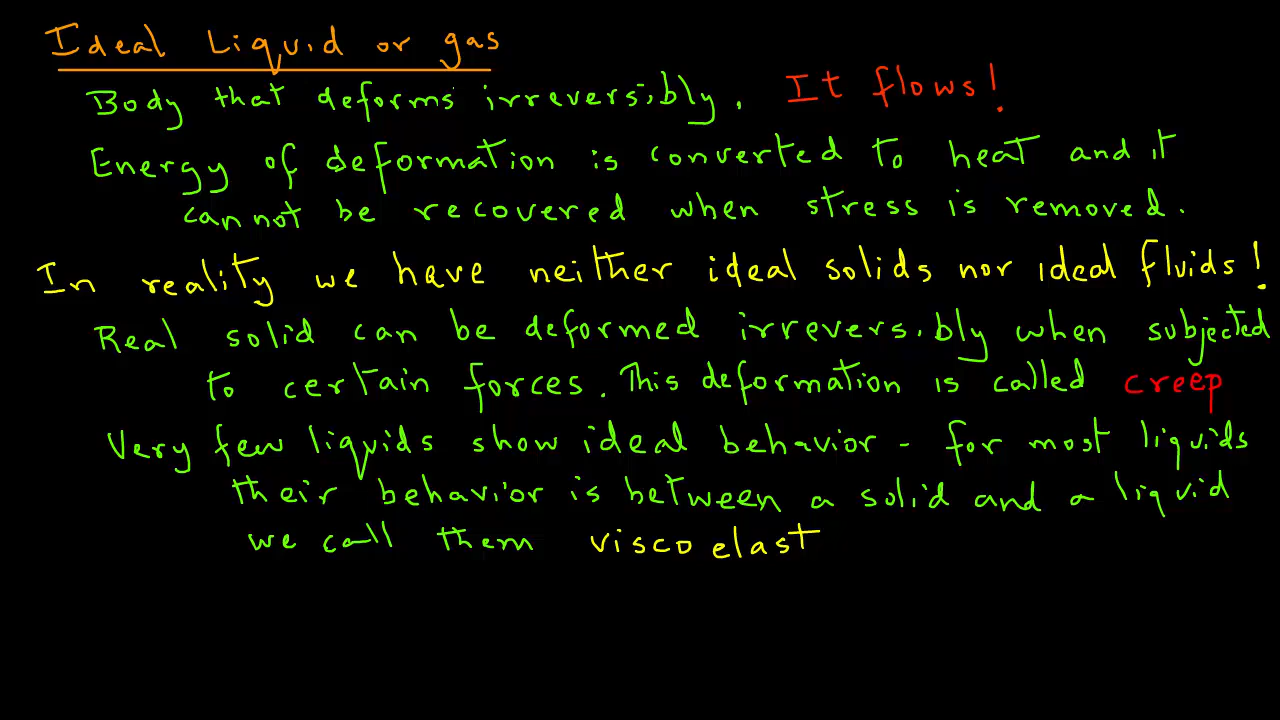 Ideal Liquid or gas
Body that deforms irreversibly. It flows!
Energy of deformation is converted to heat and it
cannot be recovered when stress is removed.
In reality we have neither ideal solids nor ideal fluids!
Real solid can be deformed irreversibly when subjected
to certain forces. This deformation is called creep
Very few liquids show ideal behavior - for most liquids
their behavior is between a solid and a liquid
we call them viscoelast